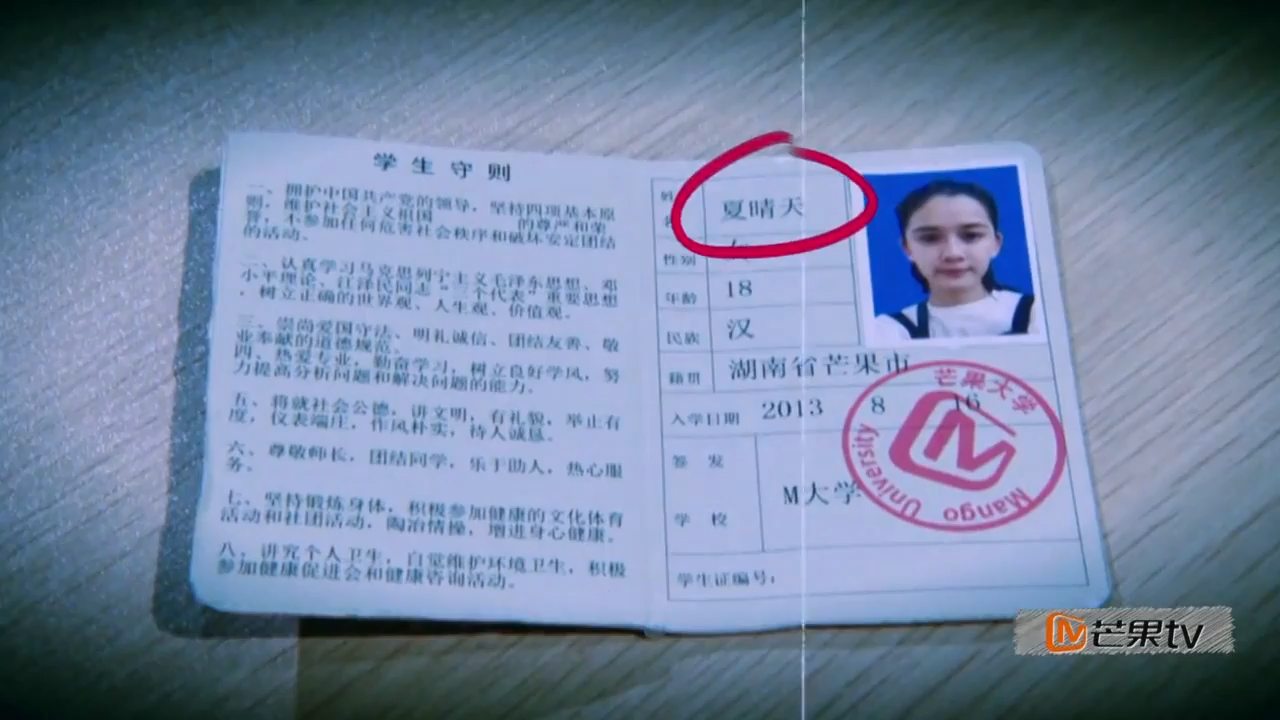 学生守则
一、拥护中国共产党的领导，坚持四项基本原
则，维护社会主义祖国 的尊严和荣
誉，不参加任何危害社会秩序和破坏安定团结
的活动。
二、认真学习马克思列宁主义毛泽东思想、邓
小平理论、江泽民同志“三个代表”重要思想
，树立正确的世界观、人生观、价值观。
三、崇尚爱国守法、明礼诚信、团结友善、敬
业奉献的道德规范。
四、热爱专业，勤奋学习，树立良好学风，努
力提高分析问题和解决问题的能力。
五、将就社会公德，讲文明，有礼貌，举止有
度，仪表端庄，作风朴实，待人诚恳。
六、尊敬师长，团结同学，乐于助人，热心服
务。
七、坚持锻炼身体，积极参加健康的文化体育
活动和社团活动，陶冶情操，增进身心健康。
八、讲究个人卫生，自觉维护环境卫生，积极
参加健康促进会和健康咨询活动。
姓名 夏晴天
性别 女
年龄 18
民族 汉
籍贯 湖南省芒果市
入学日期 2013 8 16
签发
学校 M大学
芒果大学
Mango University
学生证编号：
芒果tv